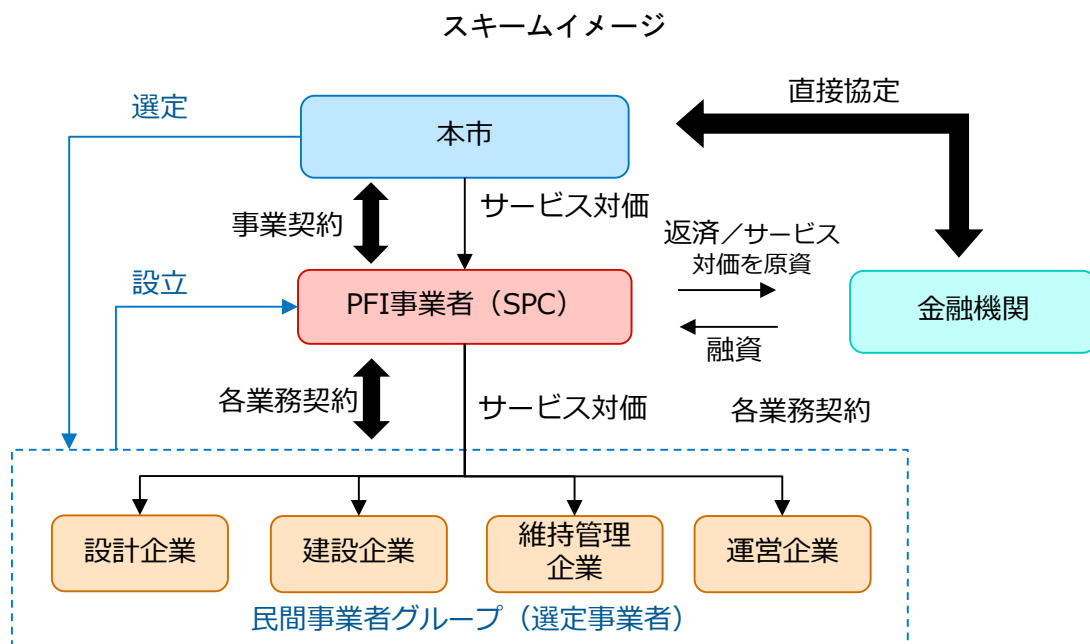 スキームイメージ
選定
本市
直接協定
事業契約
サービス対価
返済／サービス
対価を原資
設立
PFI事業者（SPC）
金融機関
融資
各業務契約
サービス対価
各業務契約
設計企業
建設企業
維持管理
企業
運営企業
民間事業者グループ（選定事業者）